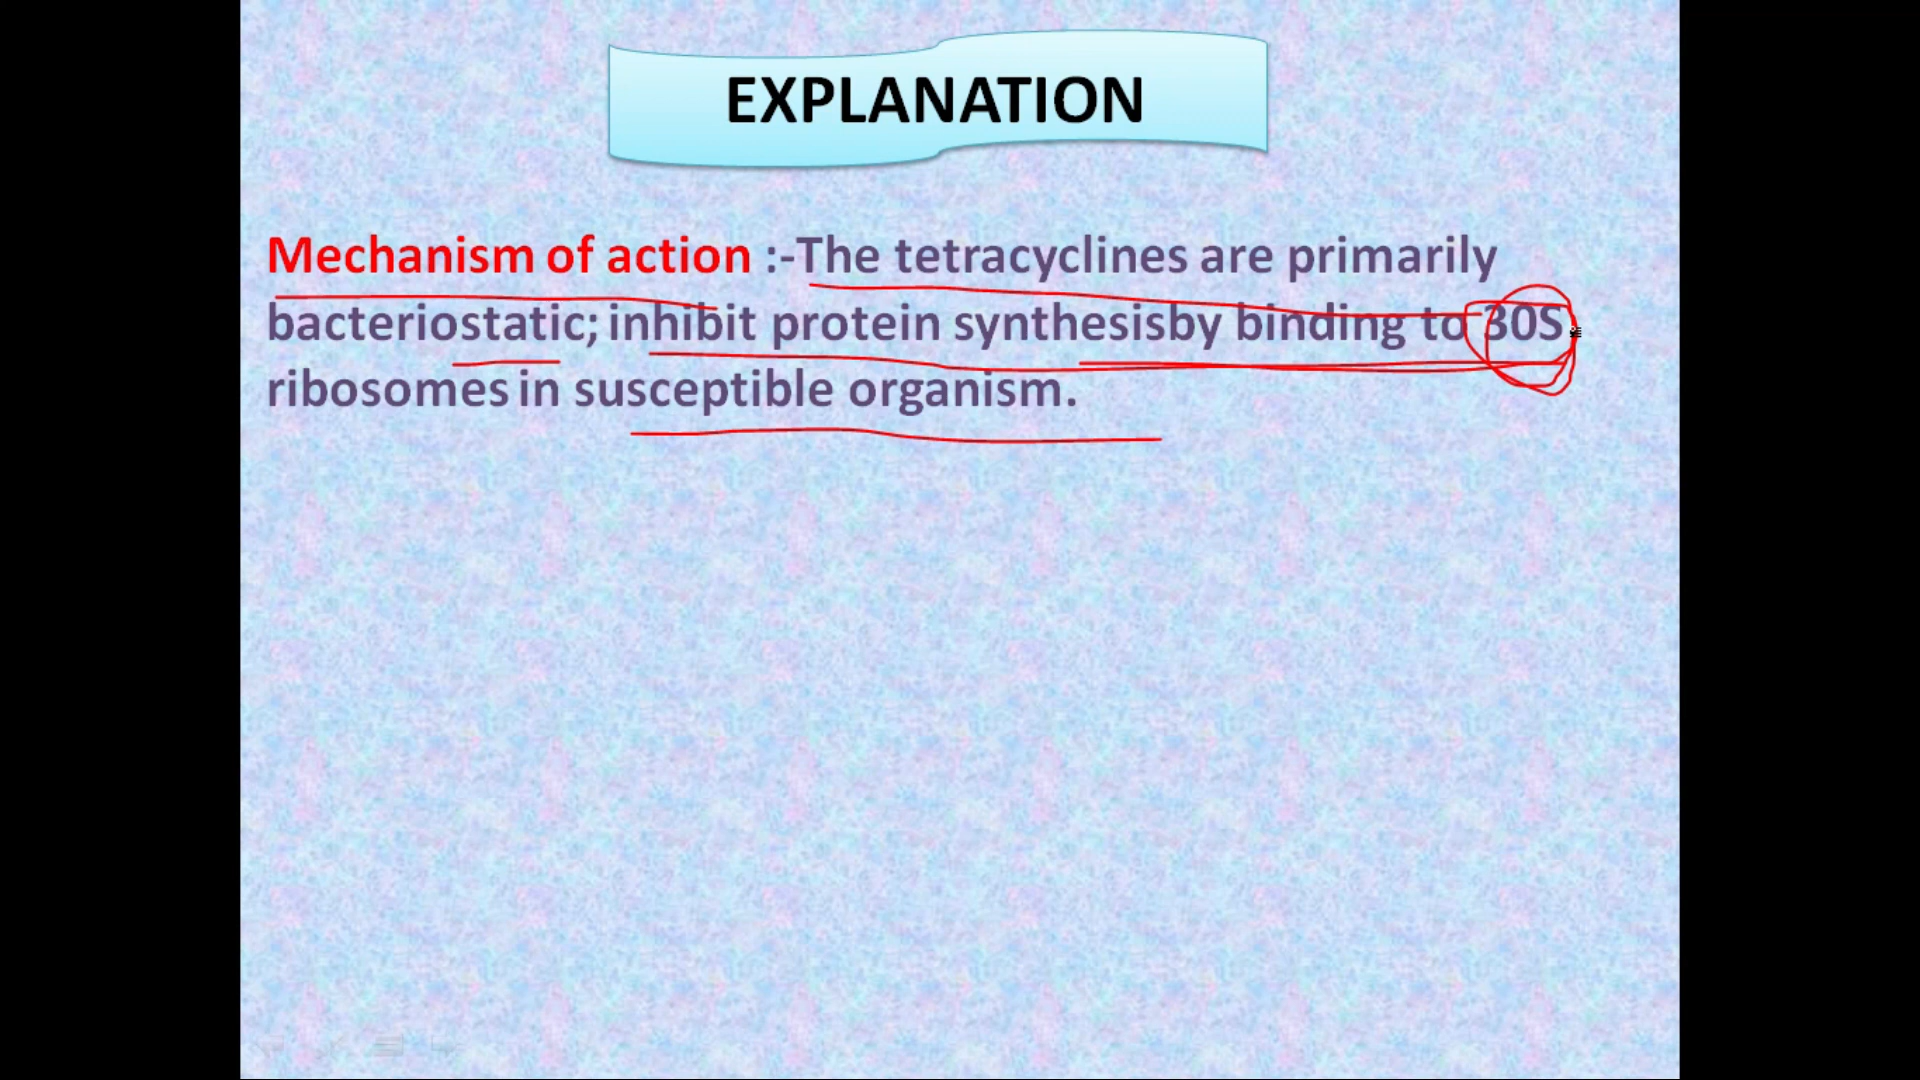 EXPLANATION
Mechanism of action :-The tetracyclines are primarily
bacteriostatic; inhibit protein synthesisby binding to 30S
ribosomes in susceptible organism.